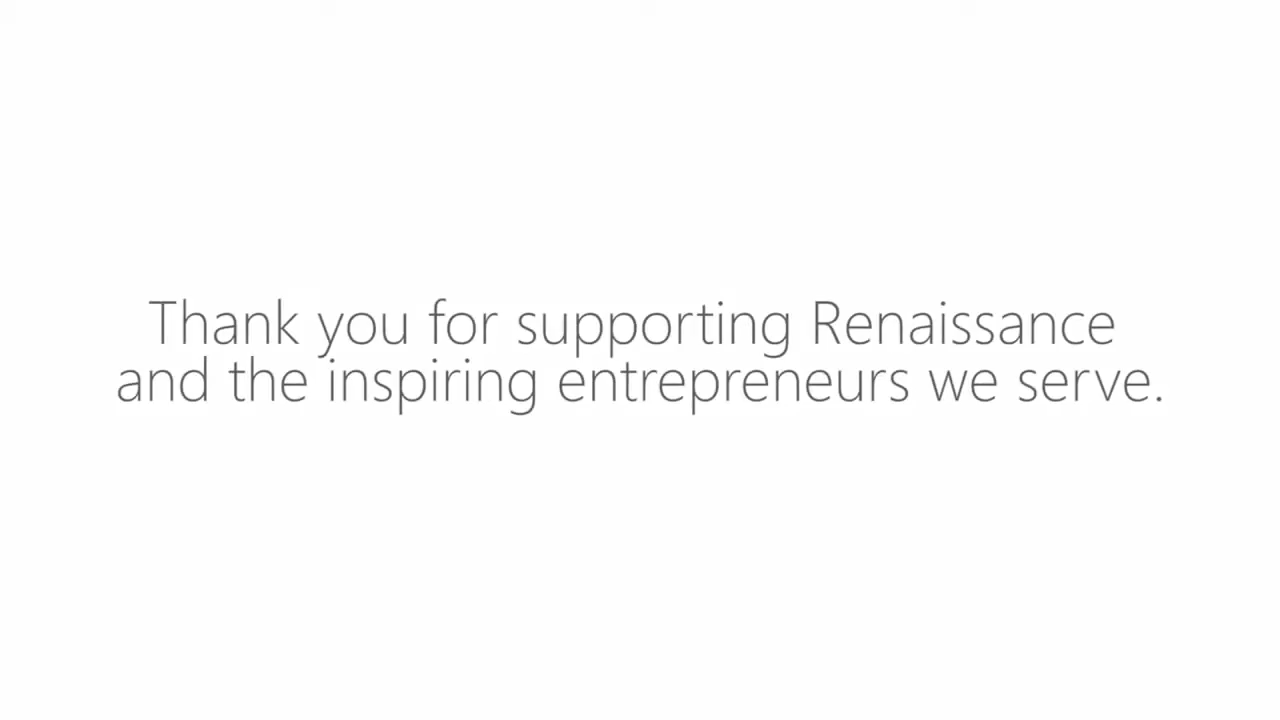 Thank you for supporting Renaissance
and the inspiring entrepreneurs we serve.